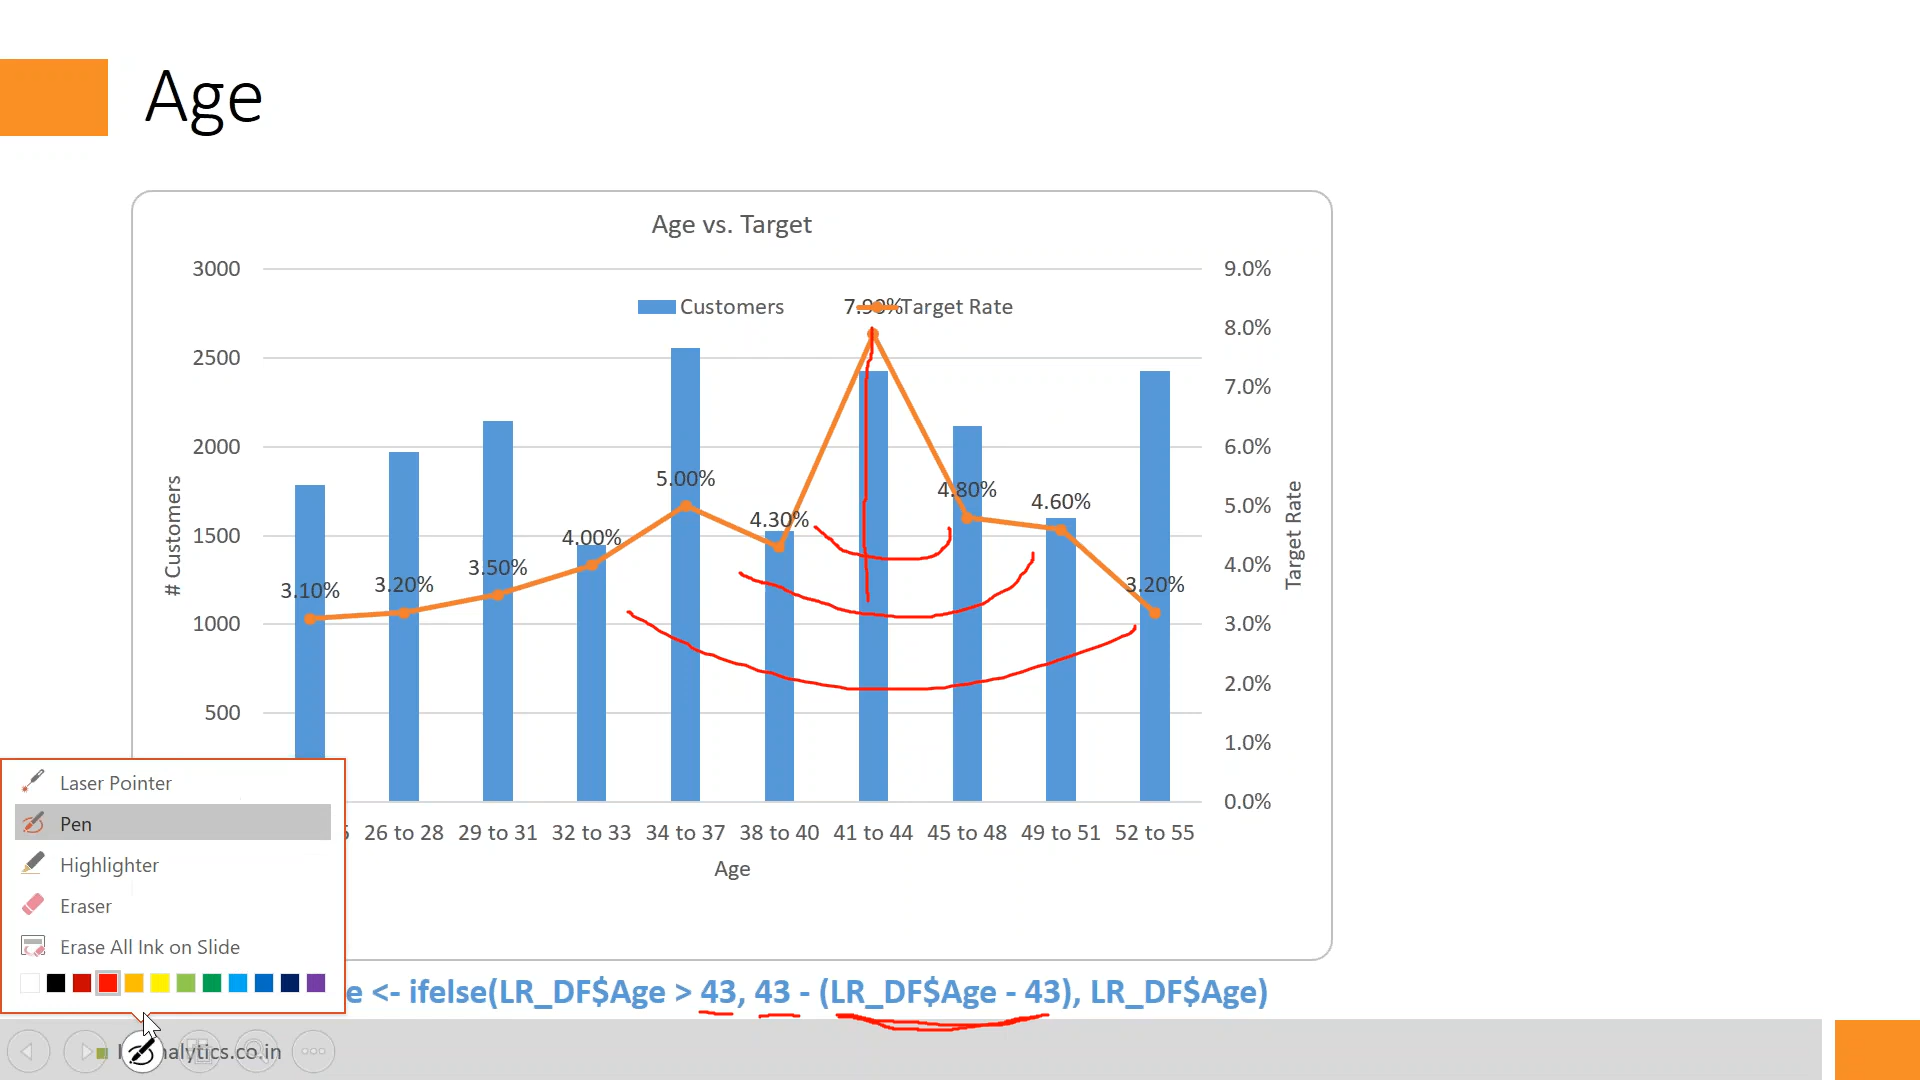 Age
Age vs. Target
Customers
Target Rate
7.90%
3000
2500
2000
1500
1000
500
9.0%
8.0%
7.0%
6.0%
5.0%
4.0%
3.0%
2.0%
1.0%
0.0%
# Customers
Target Rate
3.10%
3.20%
3.50%
4.00%
5.00%
4.30%
4.80%
4.60%
3.20%
26 to 28
29 to 31
32 to 33
34 to 37
38 to 40
41 to 44
45 to 48
49 to 51
52 to 55
Age
Laser Pointer
Pen
Highlighter
Eraser
Erase All Ink on Slide
e <- ifelse(LR_DF$Age > 43, 43 - (LR_DF$Age - 43), LR_DF$Age)
alytics.co.in